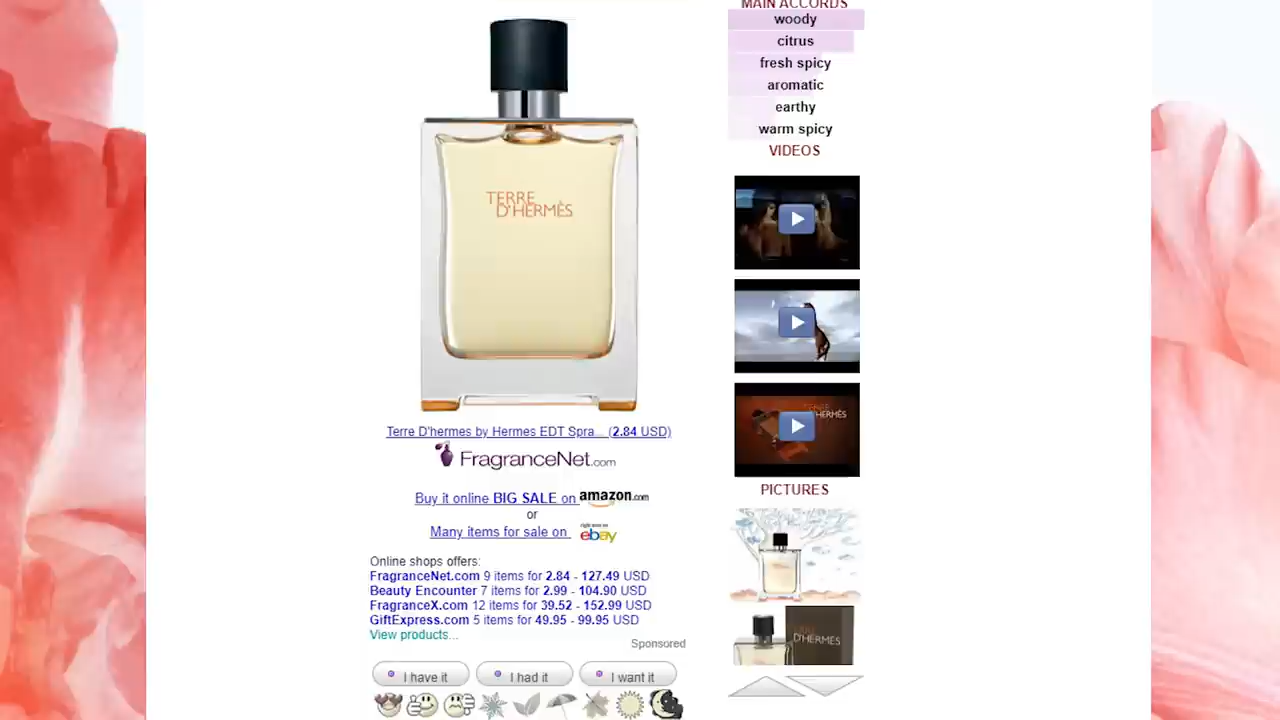 MAIN ACCORDS
woody
citrus
fresh spicy
aromatic
earthy
warm spicy
VIDEOS
TERRE
D'HERMÈS
HERMÈS
Terre D'hermes by Hermes EDT Spra... (2.84 USD)
FragranceNet.com
Buy it online BIG SALE on amazon.com
or
Many items for sale on ebay
PICTURES
D'HERMÈS
Online shops offers:
FragranceNet.com 9 items for 2.84 - 127.49 USD
Beauty Encounter 7 items for 2.99 - 104.90 USD
FragranceX.com 12 items for 39.52 - 152.99 USD
GiftExpress.com 5 items for 49.95 - 99.95 USD
View products...
Sponsored
I have it
I had it
I want it